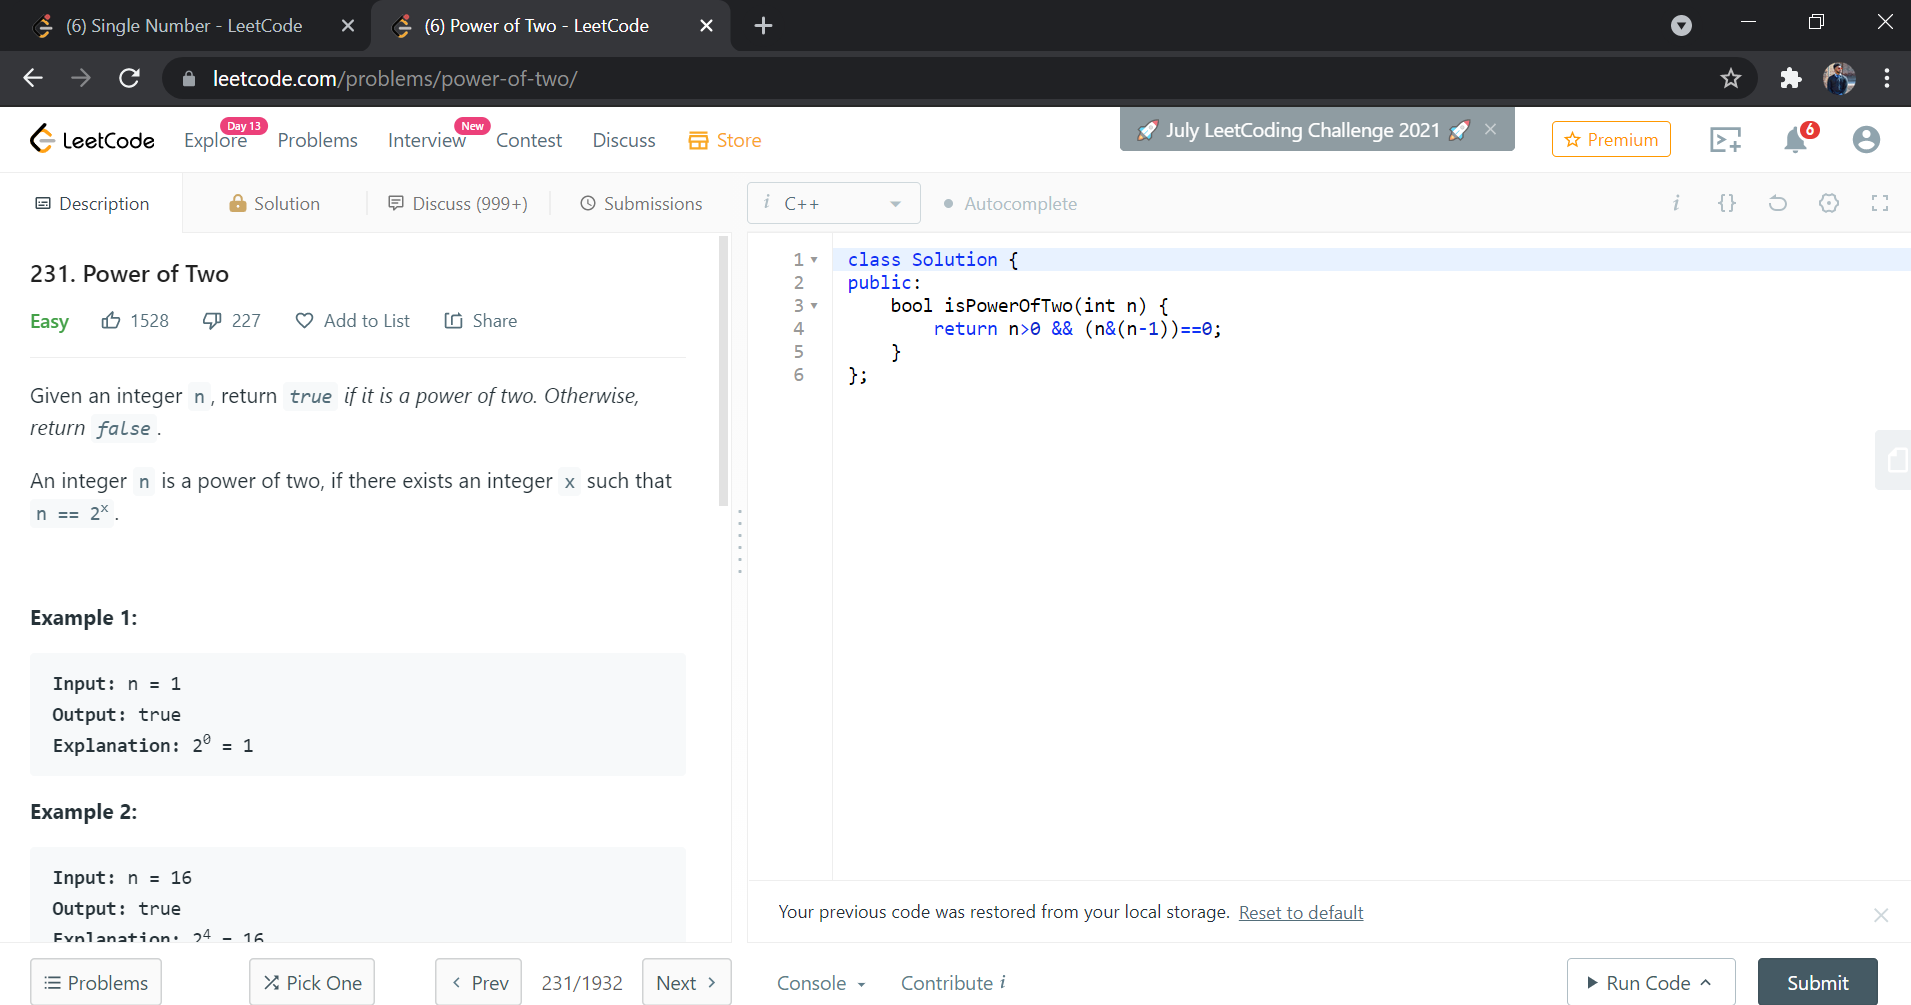 (6) Single Number - LeetCode
(6) Power of Two - LeetCode
leetcode.com/problems/power-of-two/
LeetCode
Explore
Day 13
Problems
Interview
New
Contest
Discuss
Store
🚀 July LeetCoding Challenge 2021 🚀
Premium
6
Description
Solution
Discuss (999+)
Submissions
i C++
Autocomplete
i
{}
231. Power of Two
Easy
1528
227
Add to List
Share
Given an integer n, return true if it is a power of two. Otherwise,
return false.
An integer n is a power of two, if there exists an integer x such that
n == 2ˣ.
Example 1:
Input: n = 1
Output: true
Explanation: 2⁰ = 1
Example 2:
Input: n = 16
Output: true
Explanation: 2⁴ = 16
1 class Solution {
2 public:
3 bool isPowerOfTwo(int n) {
4 return n>0 && (n&(n-1))==0;
5 }
6 };
Your previous code was restored from your local storage. Reset to default
Problems
Pick One
Prev
231/1932
Next
Console
Contribute i
Run Code
Submit